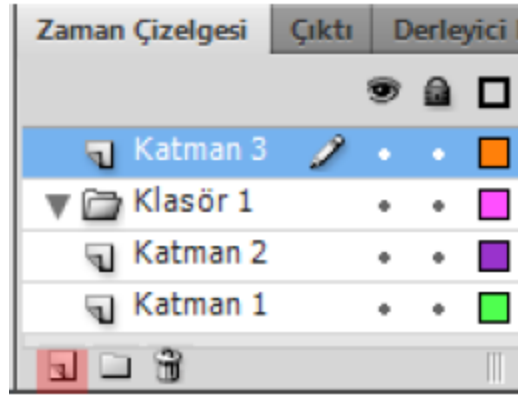 Zaman Çizelgesi Çıktı Derleyici
Katman 3
Klasör 1
Katman 2
Katman 1